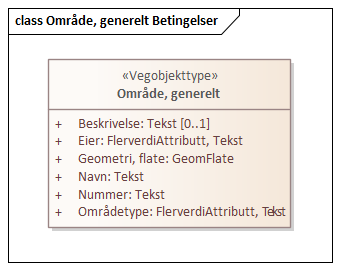 class Område, generelt Betingelser
«Vegobjekttype»
Område, generelt
+ Beskrivelse: Tekst [0..1]
+ Eier: FlerverdiAttributt, Tekst
+ Geometri, flate: GeomFlate
+ Navn: Tekst
+ Nummer: Tekst
+ Områdetype: FlerverdiAttributt, Tekst